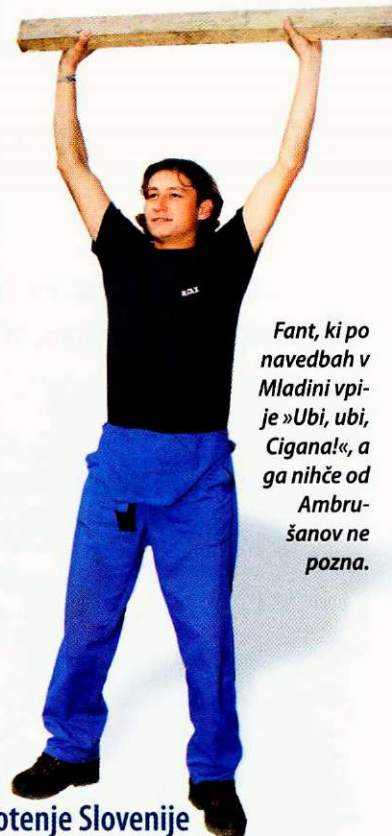 Fant, ki po
navedbah v
Mladini vpi-
je »Ubi, ubi,
Cigana!«, a
ga nihče od
Ambru-
šanov ne
pozna.
otenje Slovenije